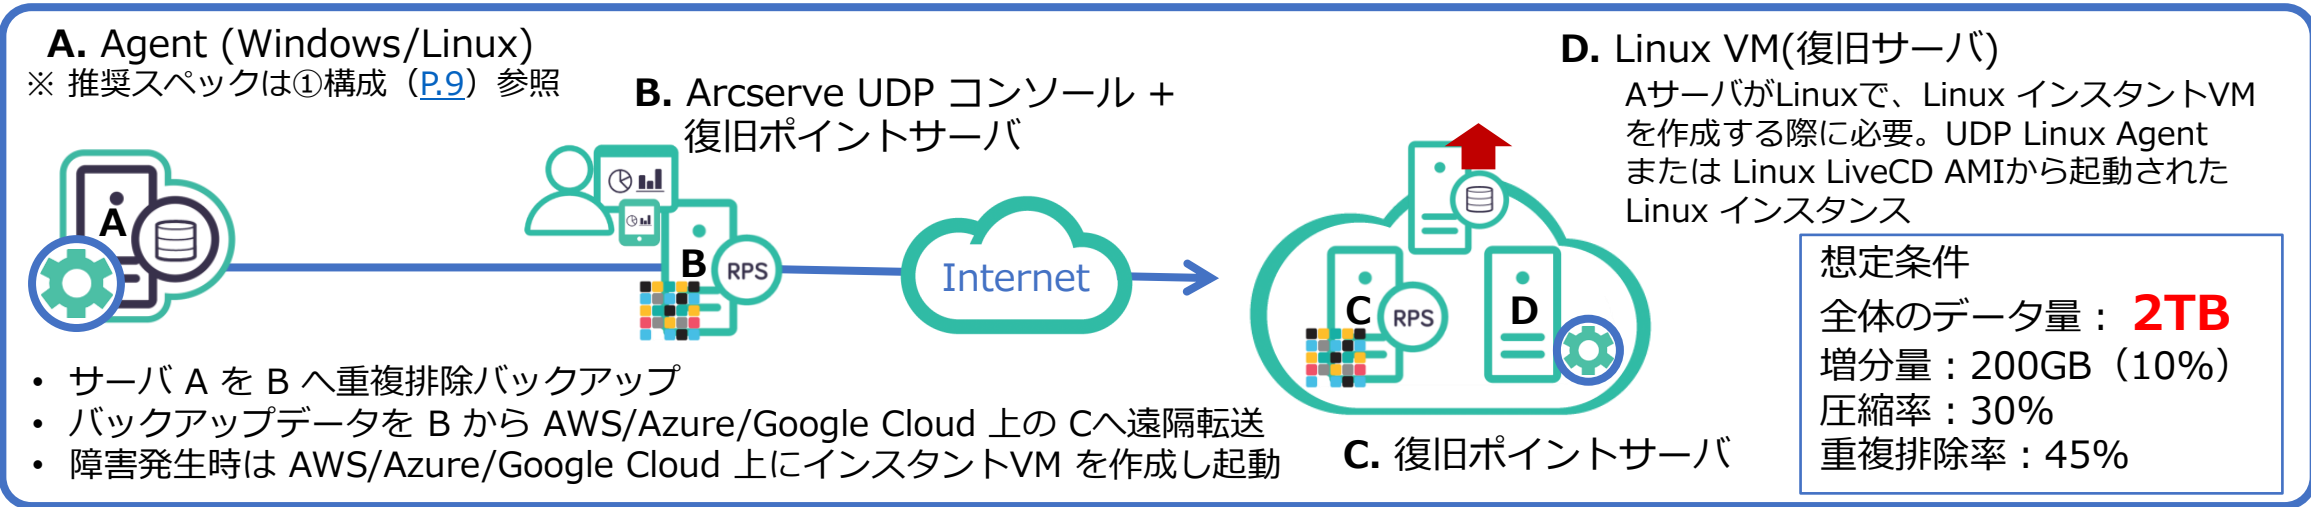 A. Agent (Windows/Linux)
※ 推奨スペックは①構成（P.9）参照
B. Arcserve UDP コンソール +
復旧ポイントサーバ
D. Linux VM(復旧サーバ)
AサーバがLinuxで、Linux インスタントVM
を作成する際に必要。UDP Linux Agent
または Linux LiveCD AMIから起動された
Linux インスタンス
A
B
RPS
Internet
C
RPS
D
想定条件
全体のデータ量： 2TB
増分量：200GB（10%）
圧縮率：30%
重複排除率：45%
• サーバ A を B へ重複排除バックアップ
• バックアップデータを B から AWS/Azure/Google Cloud 上の Cへ遠隔転送
• 障害発生時は AWS/Azure/Google Cloud 上にインスタントVM を作成し起動
C. 復旧ポイントサーバ